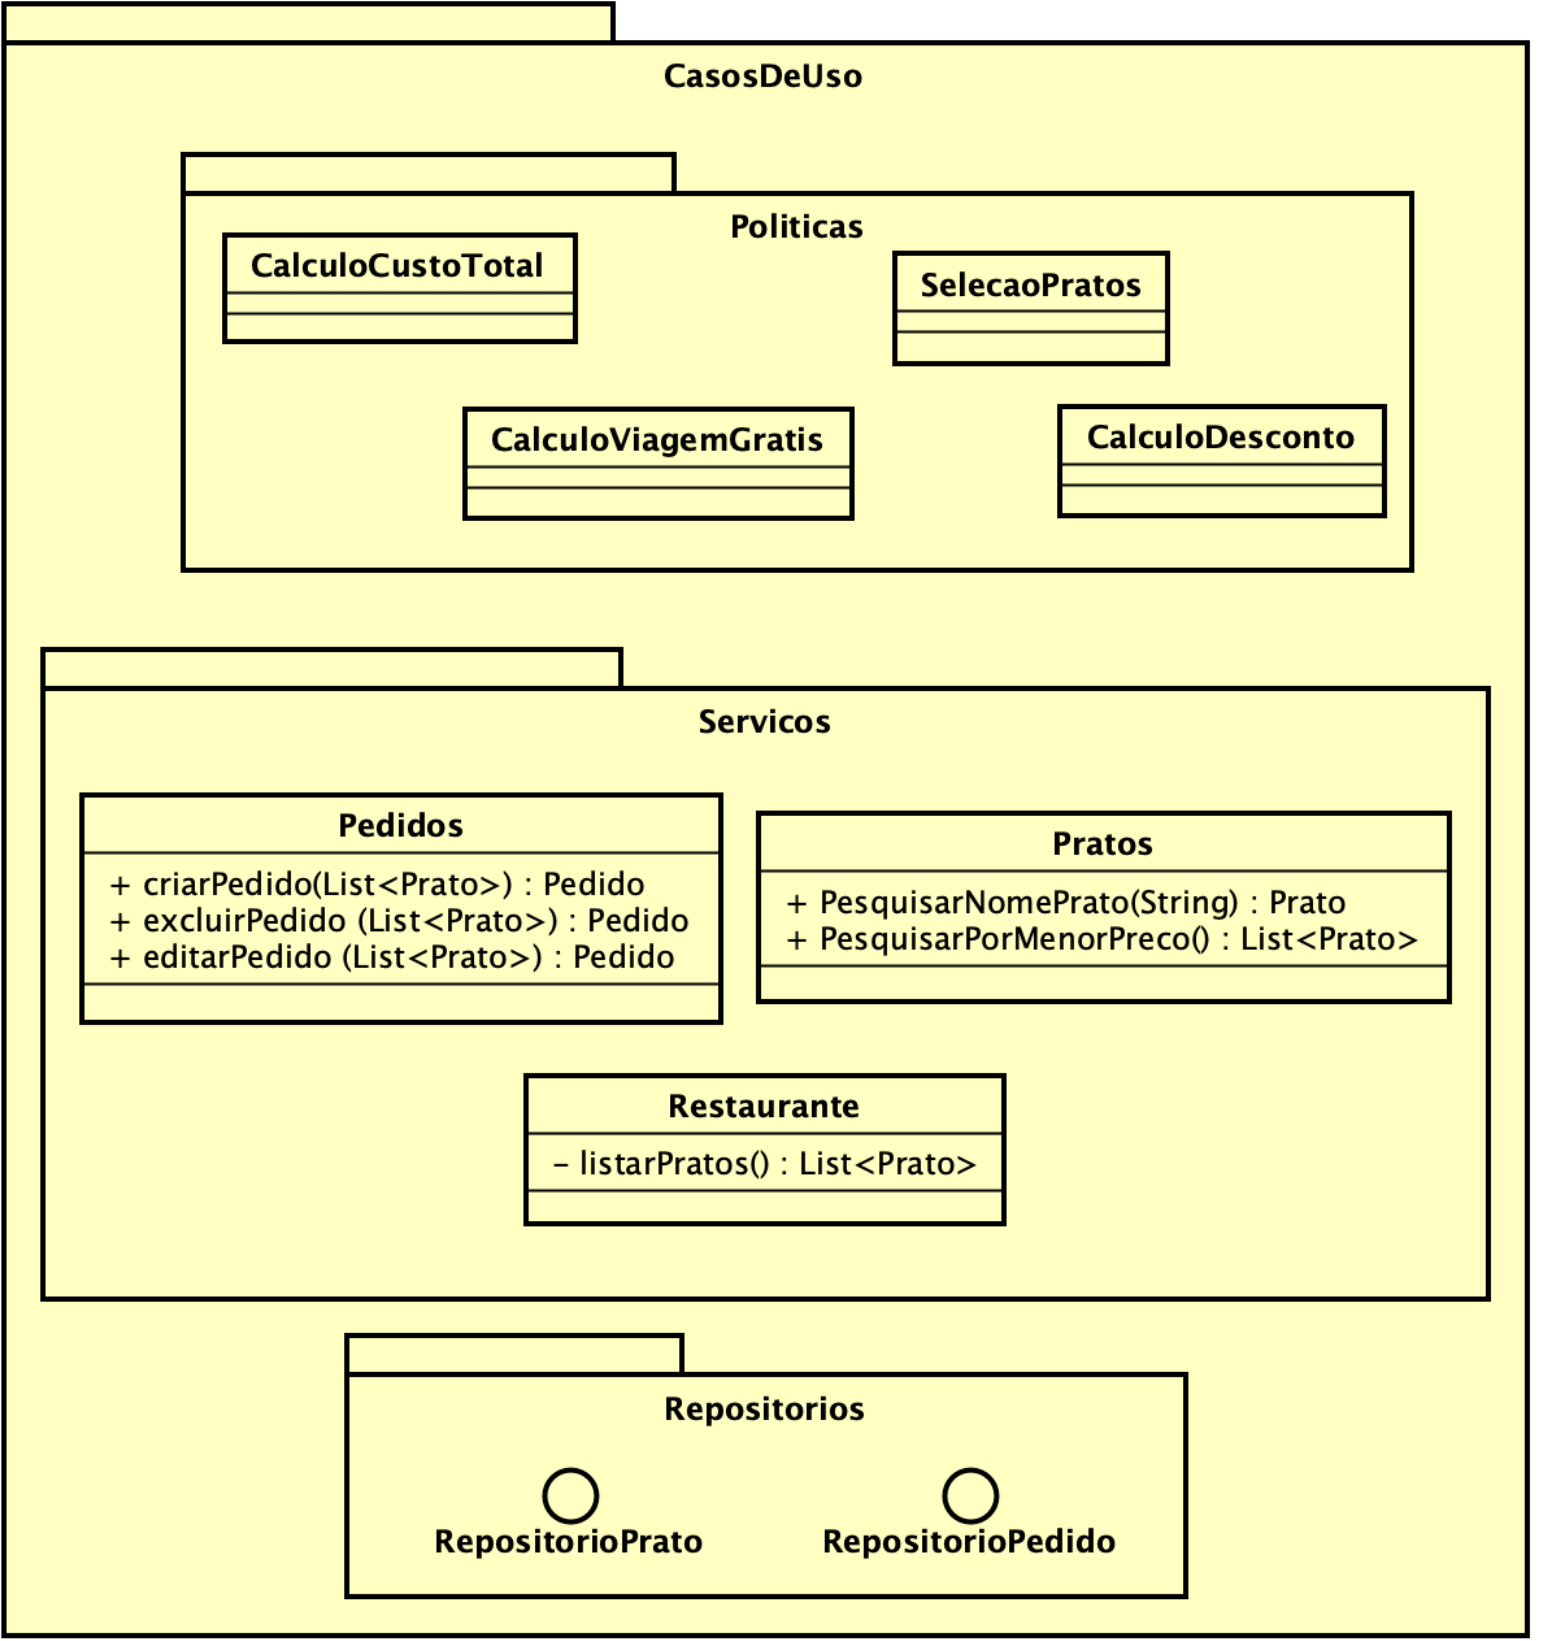 CasosDeUso
Politicas
CalculoCustoTotal
SelecaoPratos
CalculoViagemGratis
CalculoDesconto
Servicos
Pedidos
+ criarPedido(List<Prato>) : Pedido
+ excluirPedido (List<Prato>) : Pedido
+ editarPedido (List<Prato>) : Pedido
Pratos
+ PesquisarNomePrato(String) : Prato
+ PesquisarPorMenorPreco() : List<Prato>
Restaurante
- listarPratos() : List<Prato>
Repositorios
RepositorioPrato
RepositorioPedido